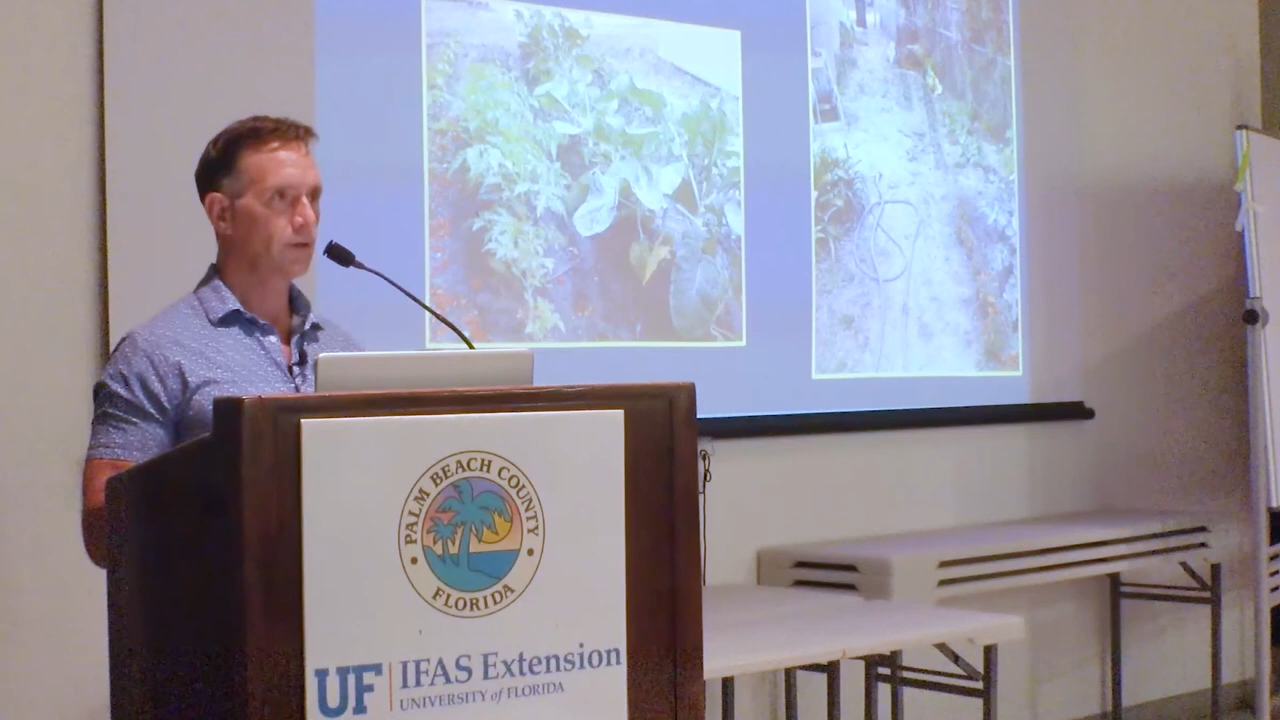 PALM BEACH COUNTY
FLORIDA
UF IFAS Extension
UNIVERSITY of FLORIDA